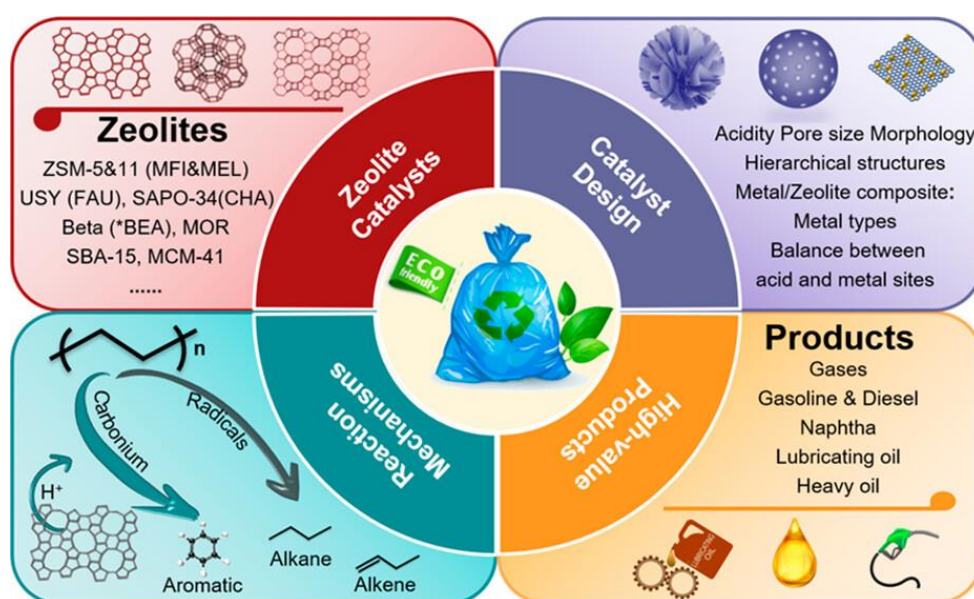 Zeolites
ZSM-5&11 (MFI&MEL)
USY (FAU), SAPO-34(CHA)
Beta (*BEA), MOR
SBA-15, MCM-41
......
Zeolite
Catalysts
Catalyst
Design
Acidity Pore size Morphology
Hierarchical structures
Metal/Zeolite composite:
Metal types
Balance between
acid and metal sites
ECO
friendly
n
Carbonium
Radicals
H⁺
Aromatic
Alkane
Alkene
Reaction
Mechanisms
High-value
Products
Products
Gases
Gasoline & Diesel
Naphtha
Lubricating oil
Heavy oil
LUBRICATING
OIL